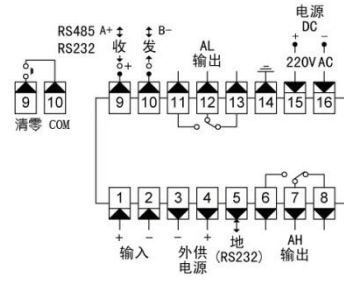 电源
DC
RS485 A+ B- AL + -
RS232 收 发 输出 220V AC
+
9 10 9 10 11 12 13 14 15 16
清零 COM
1 2 3 4 5 6 7 8
+ - - +
输入 外供电源 地 (RS232) AH 输出